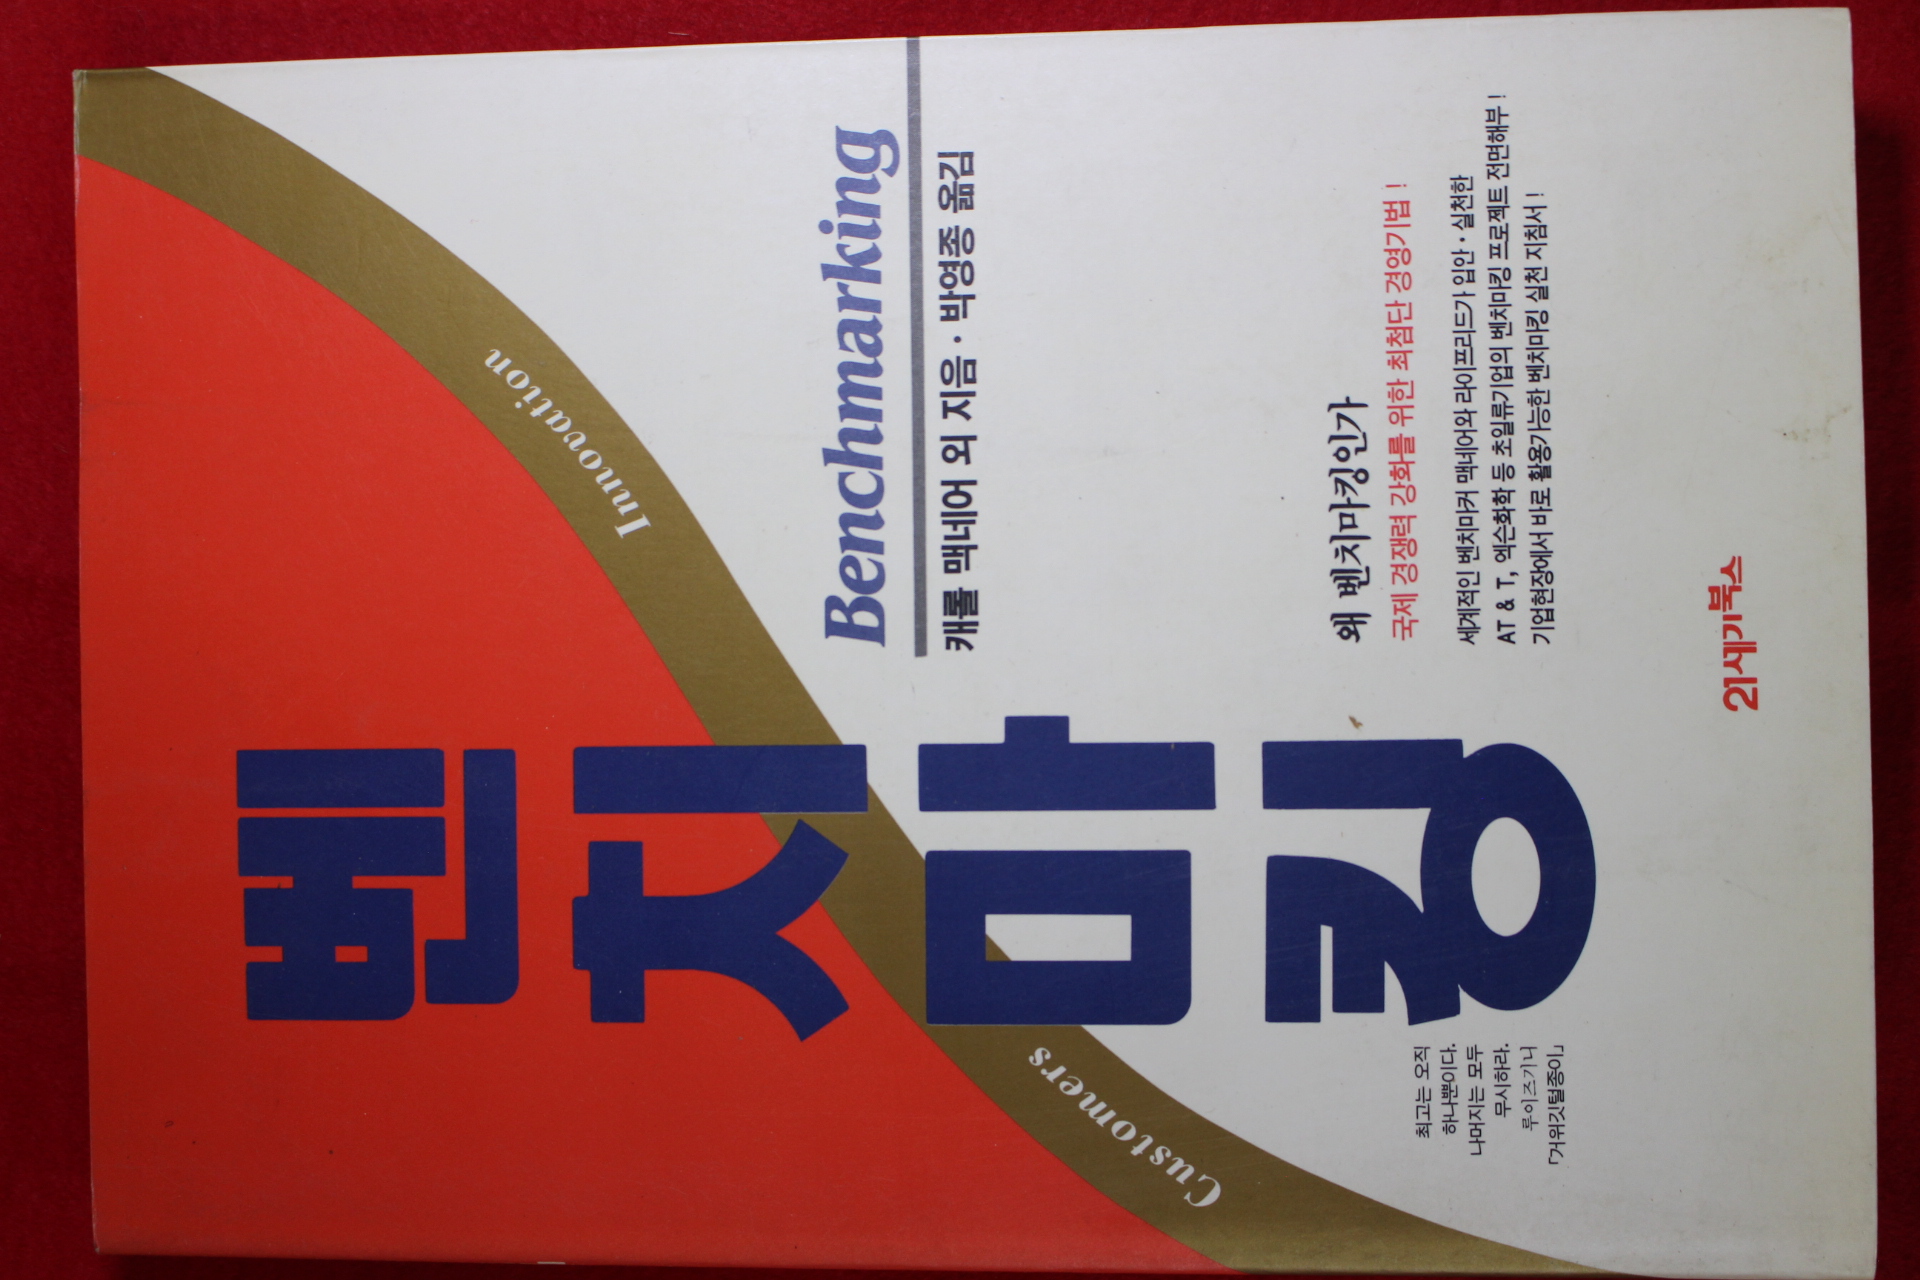 벤치마킹
Benchmarking
캐롤 맥네어 외 지음 · 박영종 옮김
Innovation
Customers
왜 벤치마킹인가
국제 경쟁력 강화를 위한 최첨단 경영기법 !
세계적인 벤치마커 맥네어와 라이프리드가 입안 · 실천한
AT & T, 엑슨화학 등 초일류기업의 벤치마킹 프로젝트 전면해부 !
기업현장에서 바로 활용가능한 벤치마킹 실천 지침서 !
최고는 오직
하나뿐이다.
나머지는 모두
무시하라.
루이즈기니
「거위깃털종이」
21세기북스